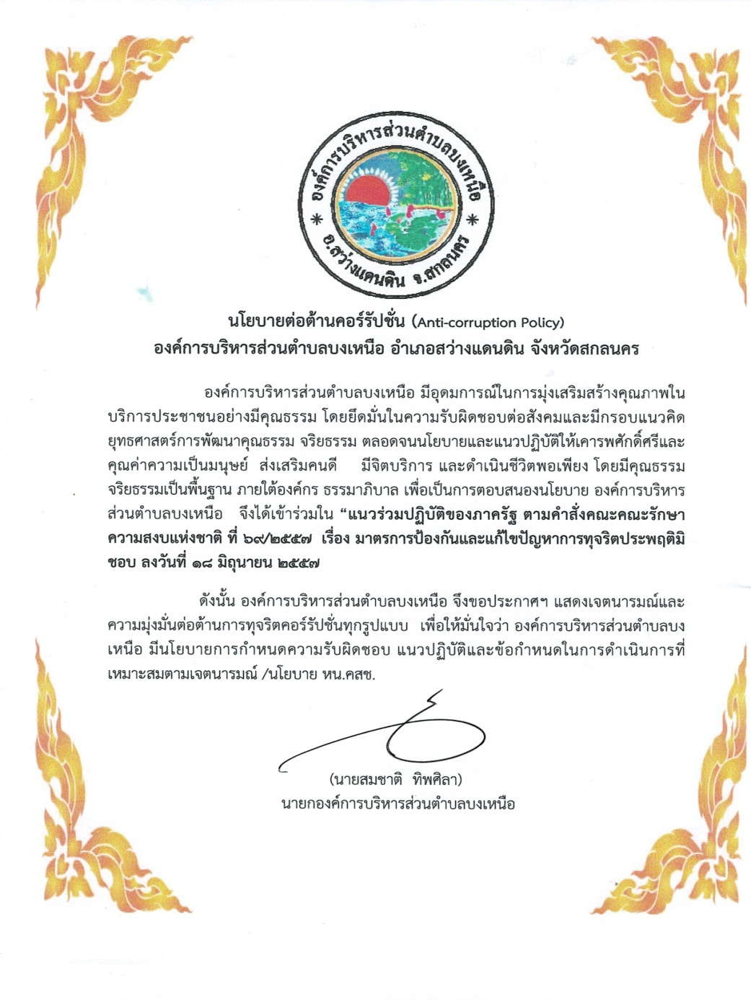 องค์การบริหารส่วนตำบลบงเหนือ
อ.สว่างแดนดิน จ.สกลนคร
นโยบายต่อต้านคอร์รัปชั่น (Anti-corruption Policy)
องค์การบริหารส่วนตำบลบงเหนือ อำเภอสว่างแดนดิน จังหวัดสกลนคร
องค์การบริหารส่วนตำบลบงเหนือ มีอุดมการณ์ในการมุ่งเสริมสร้างคุณภาพใน
บริการประชาชนอย่างมีคุณธรรม โดยยึดมั่นในความรับผิดชอบต่อสังคมและมีกรอบแนวคิด
ยุทธศาสตร์การพัฒนาคุณธรรม จริยธรรม ตลอดจนนโยบายและแนวปฏิบัติให้เคารพศักดิ์ศรีและ
คุณค่าความเป็นมนุษย์ ส่งเสริมคนดี มีจิตบริการ และดำเนินชีวิตพอเพียง โดยมีคุณธรรม
จริยธรรมเป็นพื้นฐาน ภายใต้องค์กร ธรรมาภิบาล เพื่อเป็นการตอบสนองนโยบาย องค์การบริหาร
ส่วนตำบลบงเหนือ จึงได้เข้าร่วมใน “แนวร่วมปฏิบัติของภาครัฐ ตามคำสั่งคณะคณะรักษา
ความสงบแห่งชาติ ที่ ๖๙/๒๕๕๗ เรื่อง มาตรการป้องกันและแก้ไขปัญหาการทุจริตประพฤติมิ
ชอบ ลงวันที่ ๑๘ มิถุนายน ๒๕๕๗
ดังนั้น องค์การบริหารส่วนตำบลบงเหนือ จึงขอประกาศฯ แสดงเจตนารมณ์และ
ความมุ่งมั่นต่อต้านการทุจริตคอร์รัปชั่นทุกรูปแบบ เพื่อให้มั่นใจว่า องค์การบริหารส่วนตำบลบง
เหนือ มีนโยบายการกำหนดความรับผิดชอบ แนวปฏิบัติและข้อกำหนดในการดำเนินการที่
เหมาะสมตามเจตนารมณ์ /นโยบาย หน.คสช.
(นายสมชาติ ทิพศิลา)
นายกองค์การบริหารส่วนตำบลบงเหนือ